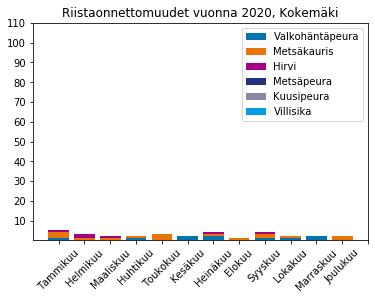 Riistaonnettomuudet vuonna 2020, Kokemäki
110
100
90
80
70
60
50
40
30
20
10
Valkohäntäpeura
Metsäkauris
Hirvi
Metsäpeura
Kuusipeura
Villisika
Tammikuu
Helmikuu
Maaliskuu
Huhtikuu
Toukokuu
Kesäkuu
Heinäkuu
Elokuu
Syyskuu
Lokakuu
Marraskuu
Joulukuu